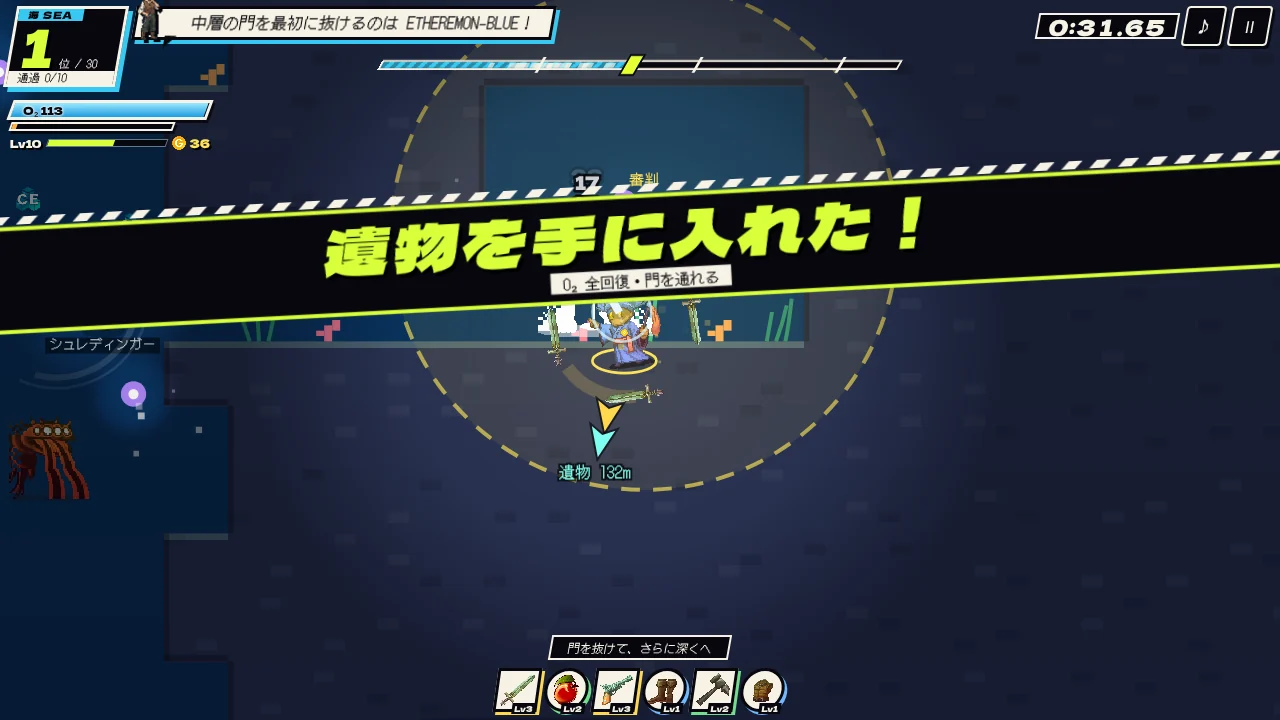 海 SEA
1 位 / 30
通過 0/10
中層の門を最初に抜けるのは ETHEREMON-BLUE！
0:31.65
♪
O₂ 113
Lv10
G 36
CE
17
審判
遺物を手に入れた！
O₂ 全回復・門を通れる
シュレディンガー
遺物 132m
門を抜けて、さらに深くへ
Lv3
Lv2
Lv3
Lv1
Lv2
Lv1